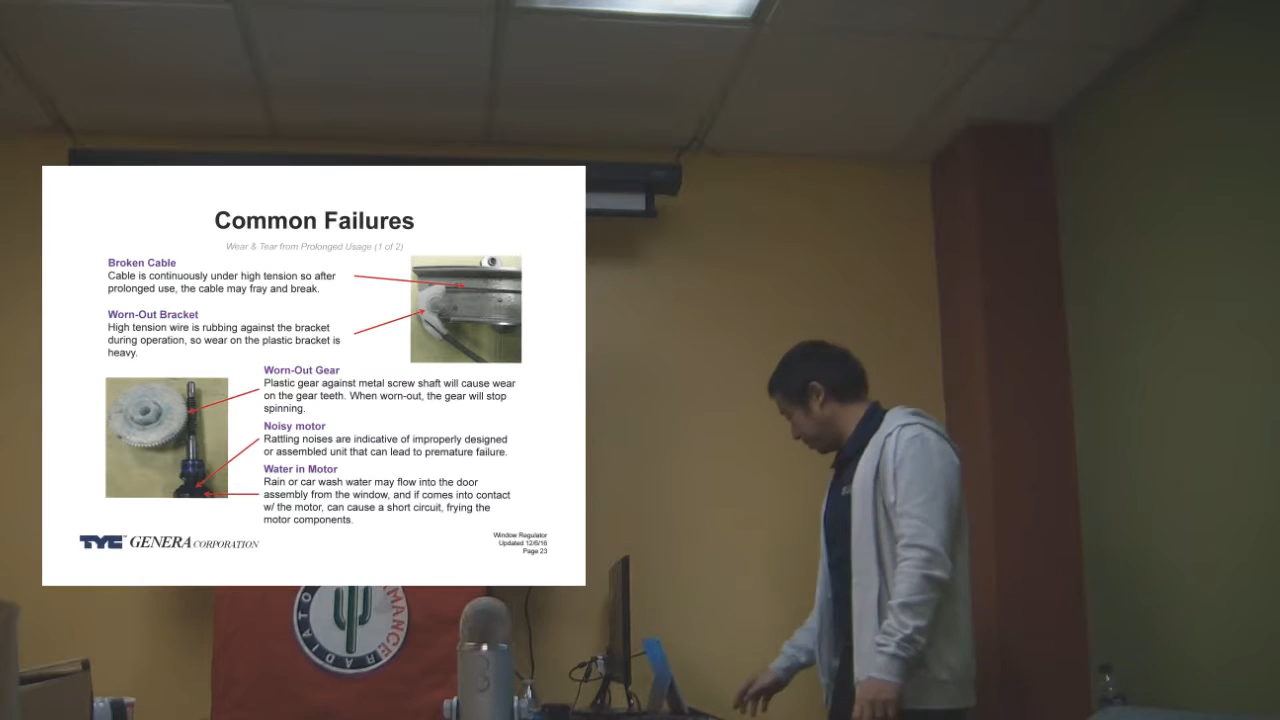 Common Failures
Wear & Tear from Prolonged Usage (1 of 2)
Broken Cable
Cable is continuously under high tension so after
prolonged use, the cable may fray and break.
Worn-Out Bracket
High tension wire is rubbing against the bracket
during operation, so wear on the plastic bracket is
heavy.
Worn-Out Gear
Plastic gear against metal screw shaft will cause wear
on the gear teeth. When worn-out, the gear will stop
spinning.
Noisy motor
Rattling noises are indicative of improperly designed
or assembled unit that can lead to premature failure.
Water in Motor
Rain or car wash water may flow into the door
assembly from the window, and if comes into contact
w/ the motor, can cause a short circuit, frying the
motor components.
TYC GENERA CORPORATION
Window Regulator
Updated 12/6/16
Page 23
RADIATO
MANCE